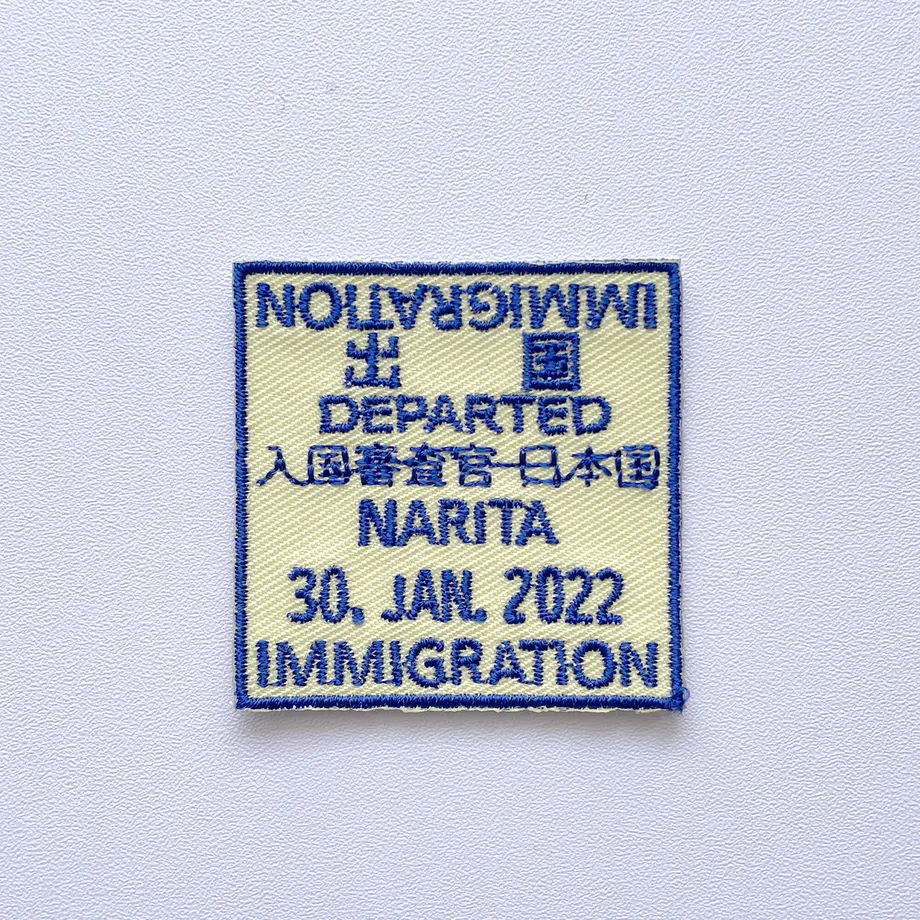 IMMIGRATION
出 国
DEPARTED
入国審査官-日本国
NARITA
30. JAN. 2022
IMMIGRATION